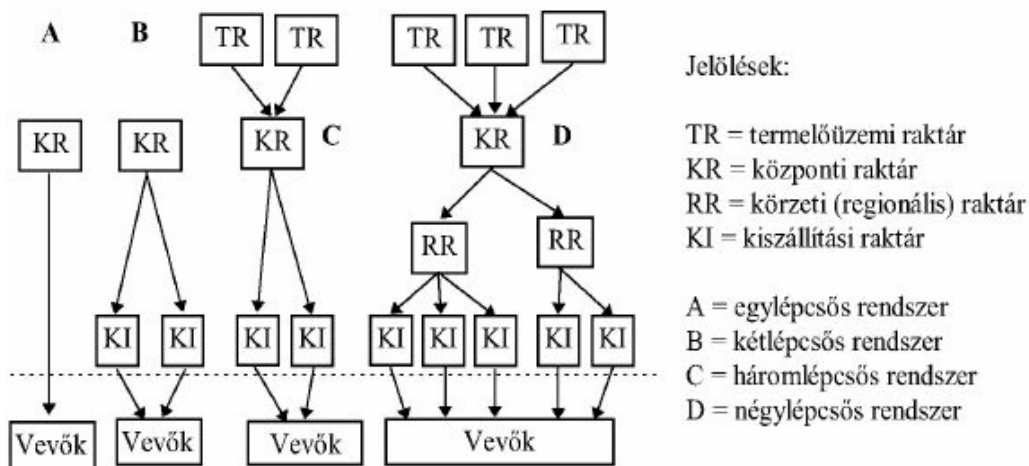 A B TR TR TR TR TR
Jelölések:
KR KR KR C KR D
TR = termelőüzemi raktár
KR = központi raktár
RR = körzeti (regionális) raktár
KI = kiszállítási raktár
RR RR
KI KI KI KI KI KI KI KI KI
A = egylépcsős rendszer
B = kétlépcsős rendszer
C = háromlépcsős rendszer
D = négylépcsős rendszer
Vevők Vevők Vevők Vevők